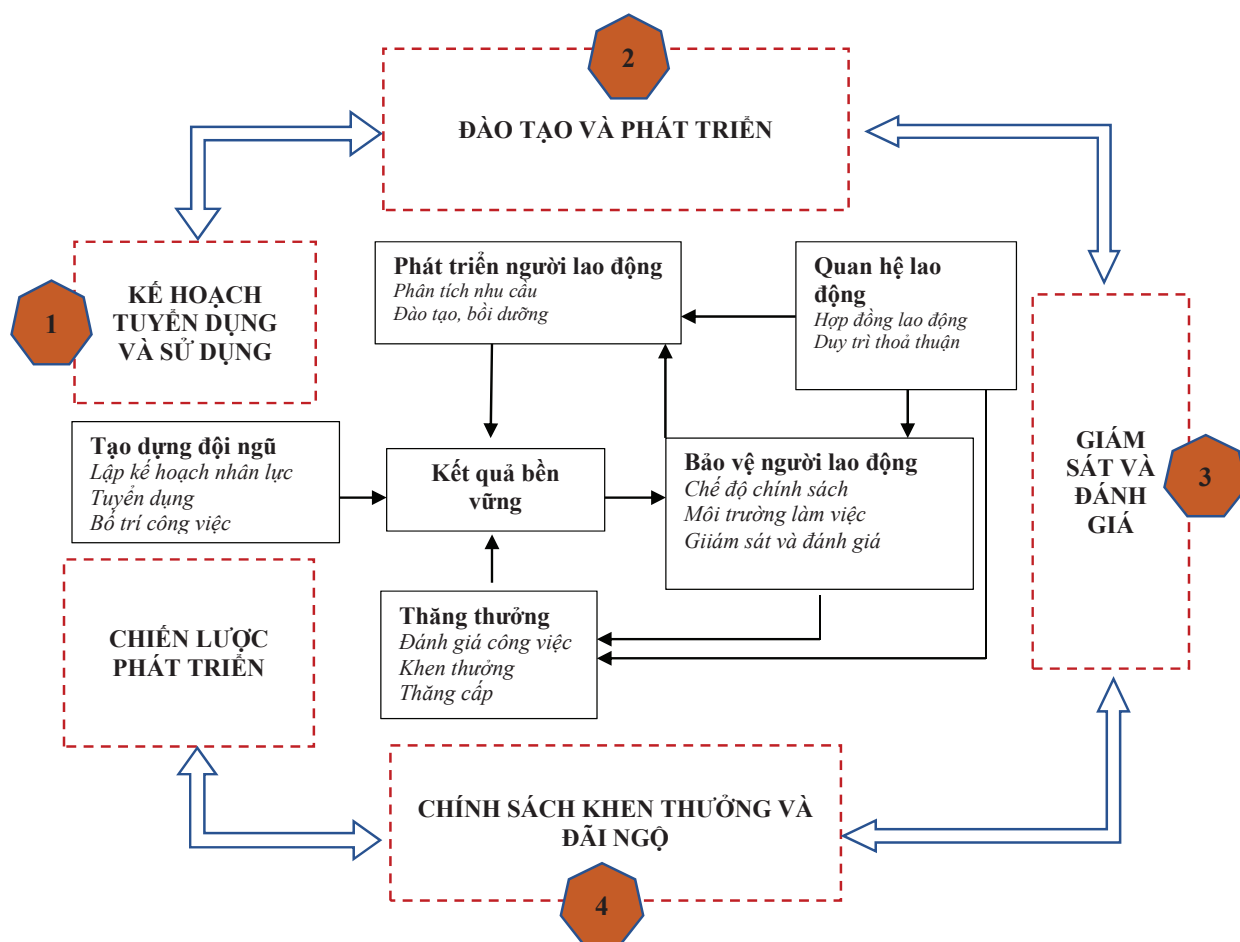 2
ĐÀO TẠO VÀ PHÁT TRIỂN
1
KẾ HOẠCH
TUYỂN DỤNG
VÀ SỬ DỤNG
Phát triển người lao động
Phân tích nhu cầu
Đào tạo, bồi dưỡng
Quan hệ lao
động
Hợp đồng lao động
Duy trì thoả thuận
Tạo dựng đội ngũ
Lập kế hoạch nhân lực
Tuyển dụng
Bố trí công việc
Kết quả bền
vững
Bảo vệ người lao động
Chế độ chính sách
Môi trường làm việc
Giiám sát và đánh giá
GIÁM
SÁT VÀ
ĐÁNH
GIÁ
3
CHIẾN LƯỢC
PHÁT TRIỂN
Thăng thưởng
Đánh giá công việc
Khen thưởng
Thăng cấp
CHÍNH SÁCH KHEN THƯỞNG VÀ
ĐÃI NGỘ
4